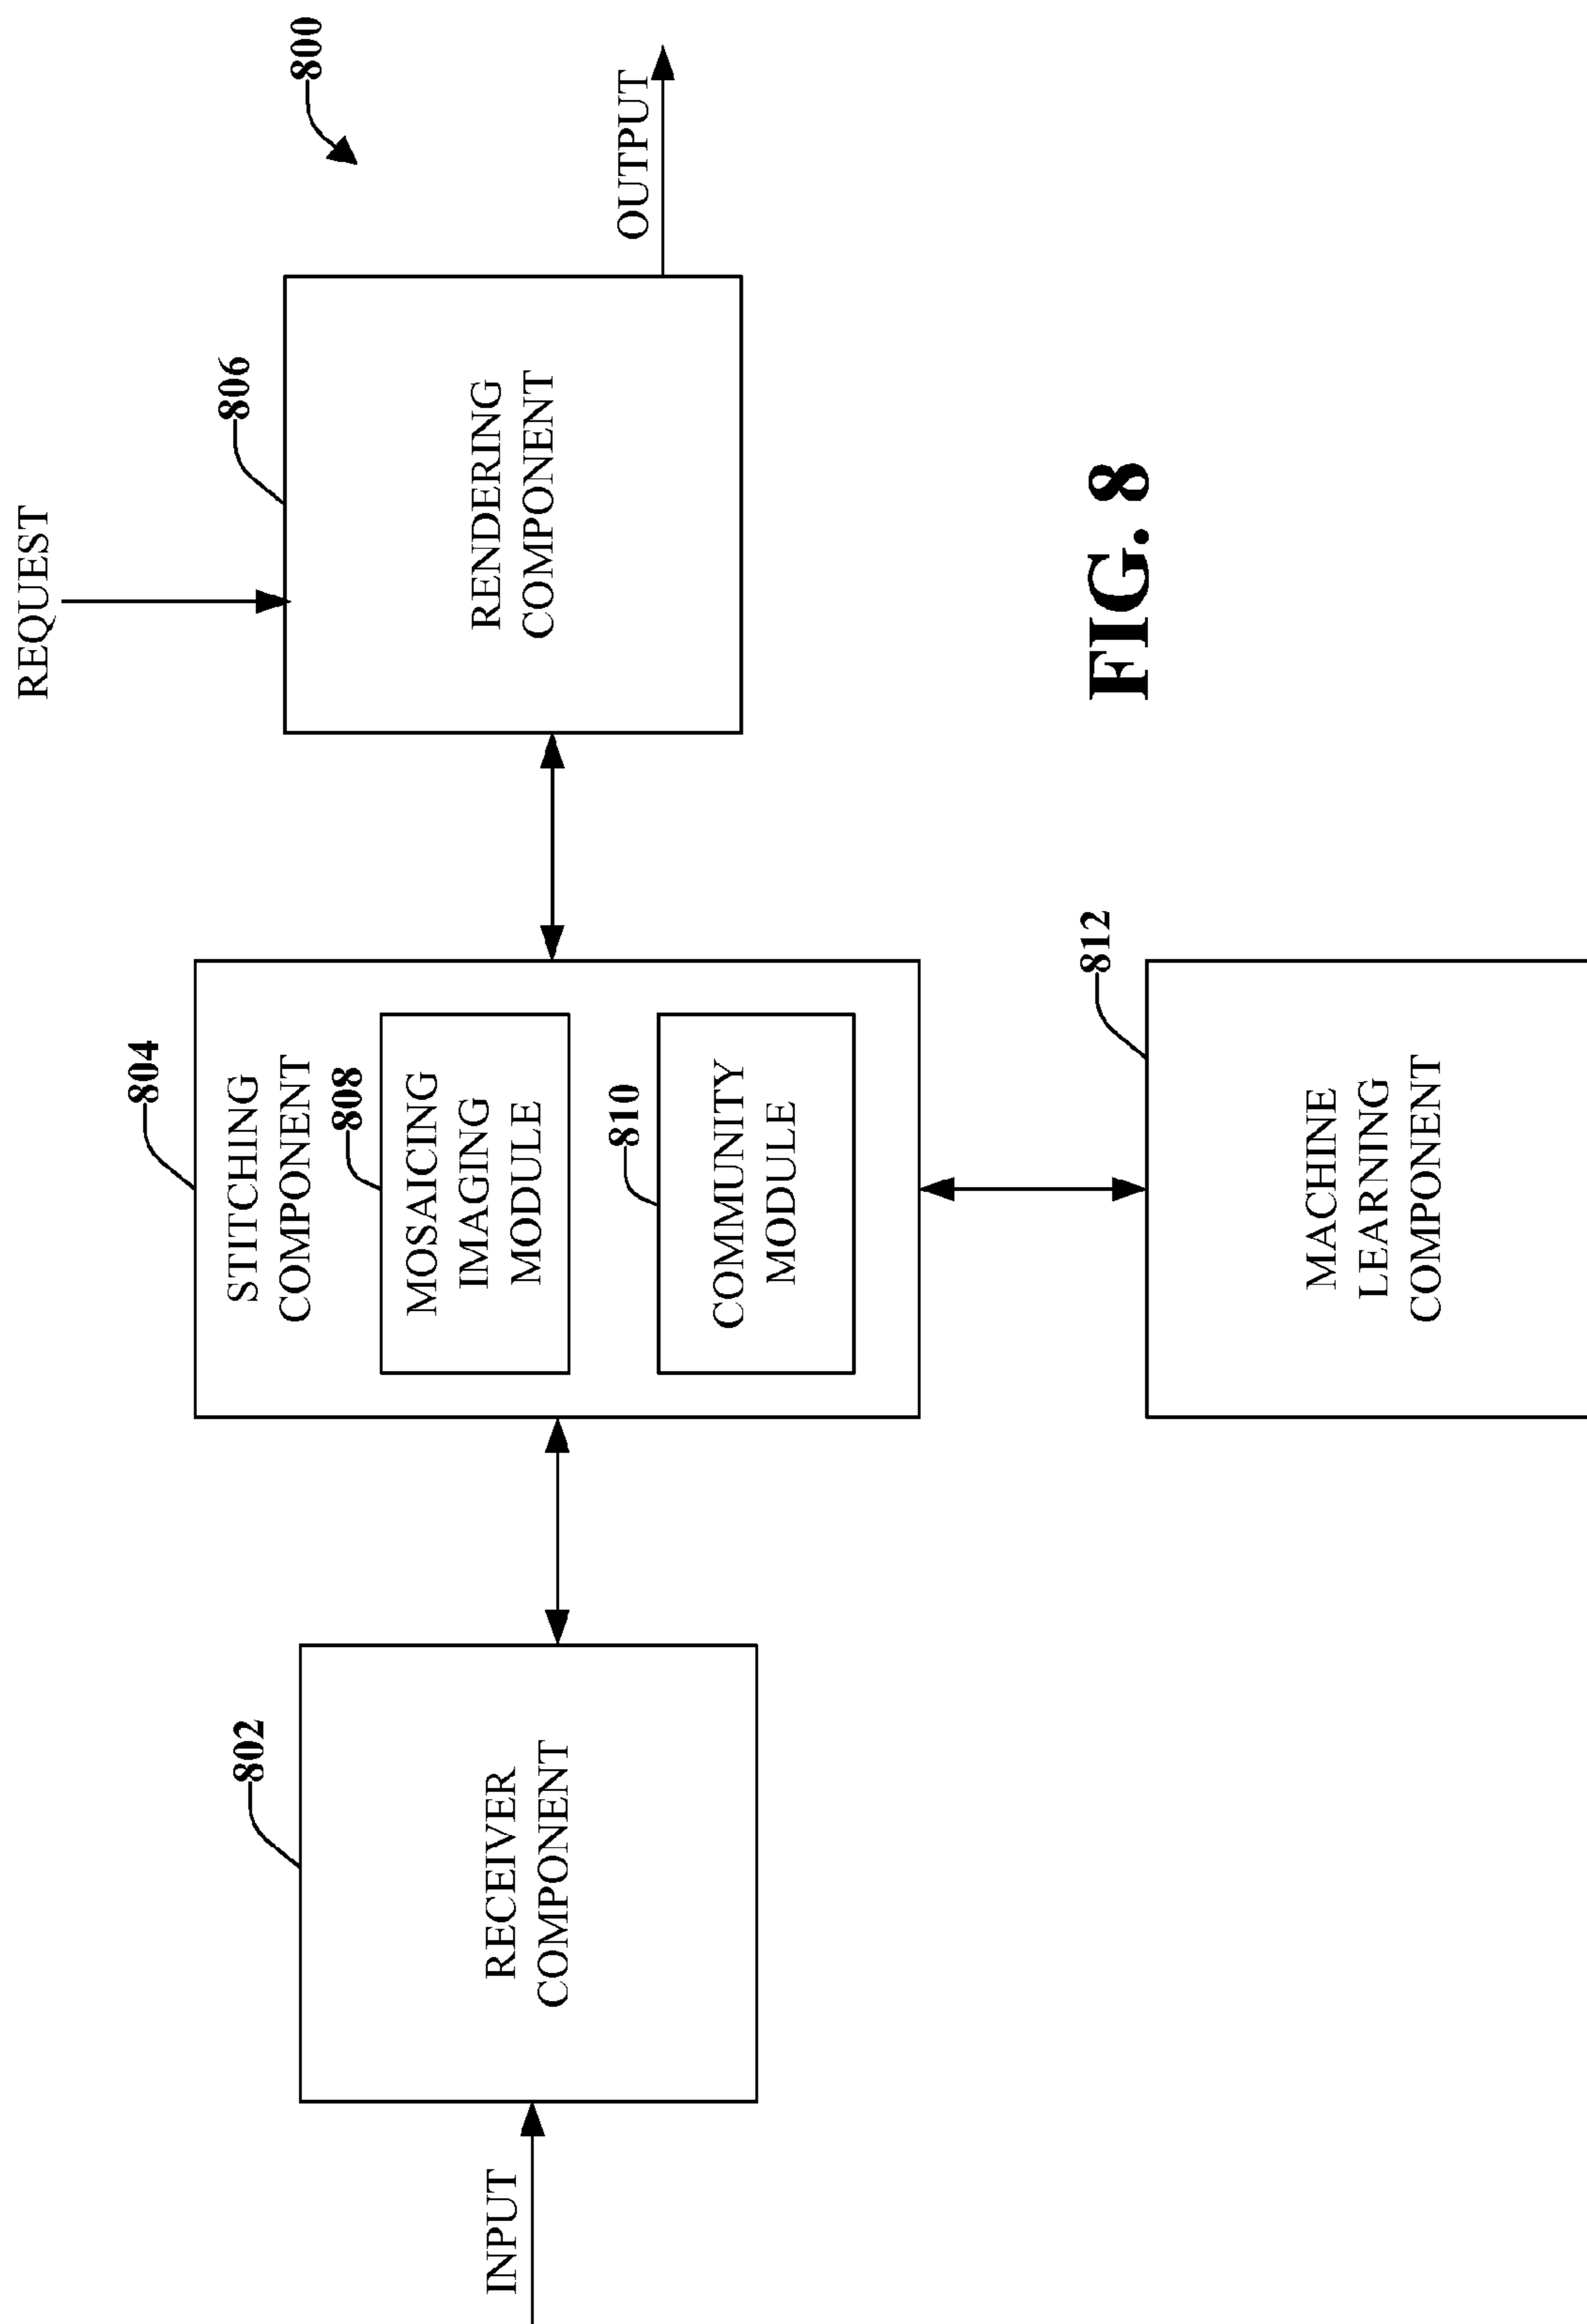 800
REQUEST
806
RENDERING
COMPONENT
OUTPUT
804
STITCHING
COMPONENT
808
MOSAICING
IMAGING
MODULE
810
COMMUNITY
MODULE
802
RECEIVER
COMPONENT
INPUT
812
MACHINE
LEARNING
COMPONENT
FIG. 8